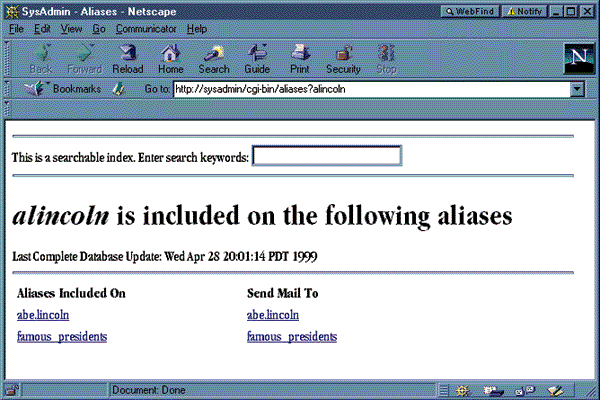 SysAdmin - Aliases - Netscape
WebFind
Notify
File Edit View Go Communicator Help
Back Forward Reload Home Search Guide Print Security Stop
N
Bookmarks Go to: http://sysadmin/cgi-bin/aliases?alincoln
This is a searchable index. Enter search keywords:
alincoln is included on the following aliases
Last Complete Database Update: Wed Apr 28 20:01:14 PDT 1999
Aliases Included On Send Mail To
abe.lincoln abe.lincoln
famous_presidents famous_presidents
Document: Done